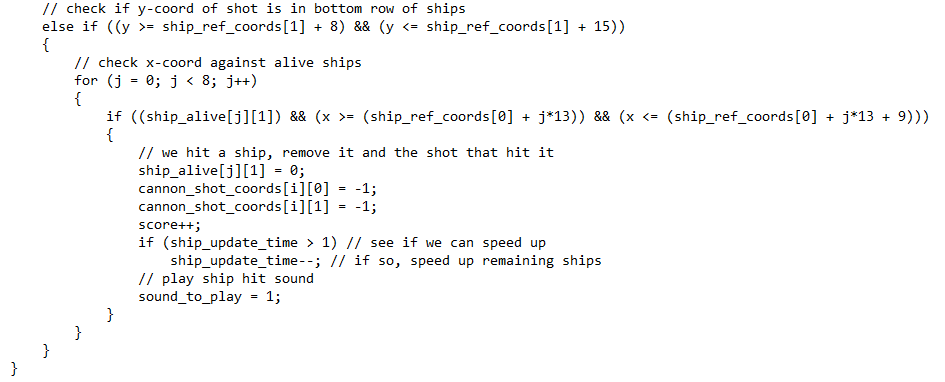 // check if y-coord of shot is in bottom row of ships
else if ((y >= ship_ref_coords[1] + 8) && (y <= ship_ref_coords[1] + 15))
{
// check x-coord against alive ships
for (j = 0; j < 8; j++)
{
if ((ship_alive[j][1]) && (x >= (ship_ref_coords[0] + j*13)) && (x <= (ship_ref_coords[0] + j*13 + 9)))
{
// we hit a ship, remove it and the shot that hit it
ship_alive[j][1] = 0;
cannon_shot_coords[i][0] = -1;
cannon_shot_coords[i][1] = -1;
score++;
if (ship_update_time > 1) // see if we can speed up
ship_update_time--; // if so, speed up remaining ships
// play ship hit sound
sound_to_play = 1;
}
}
}
}